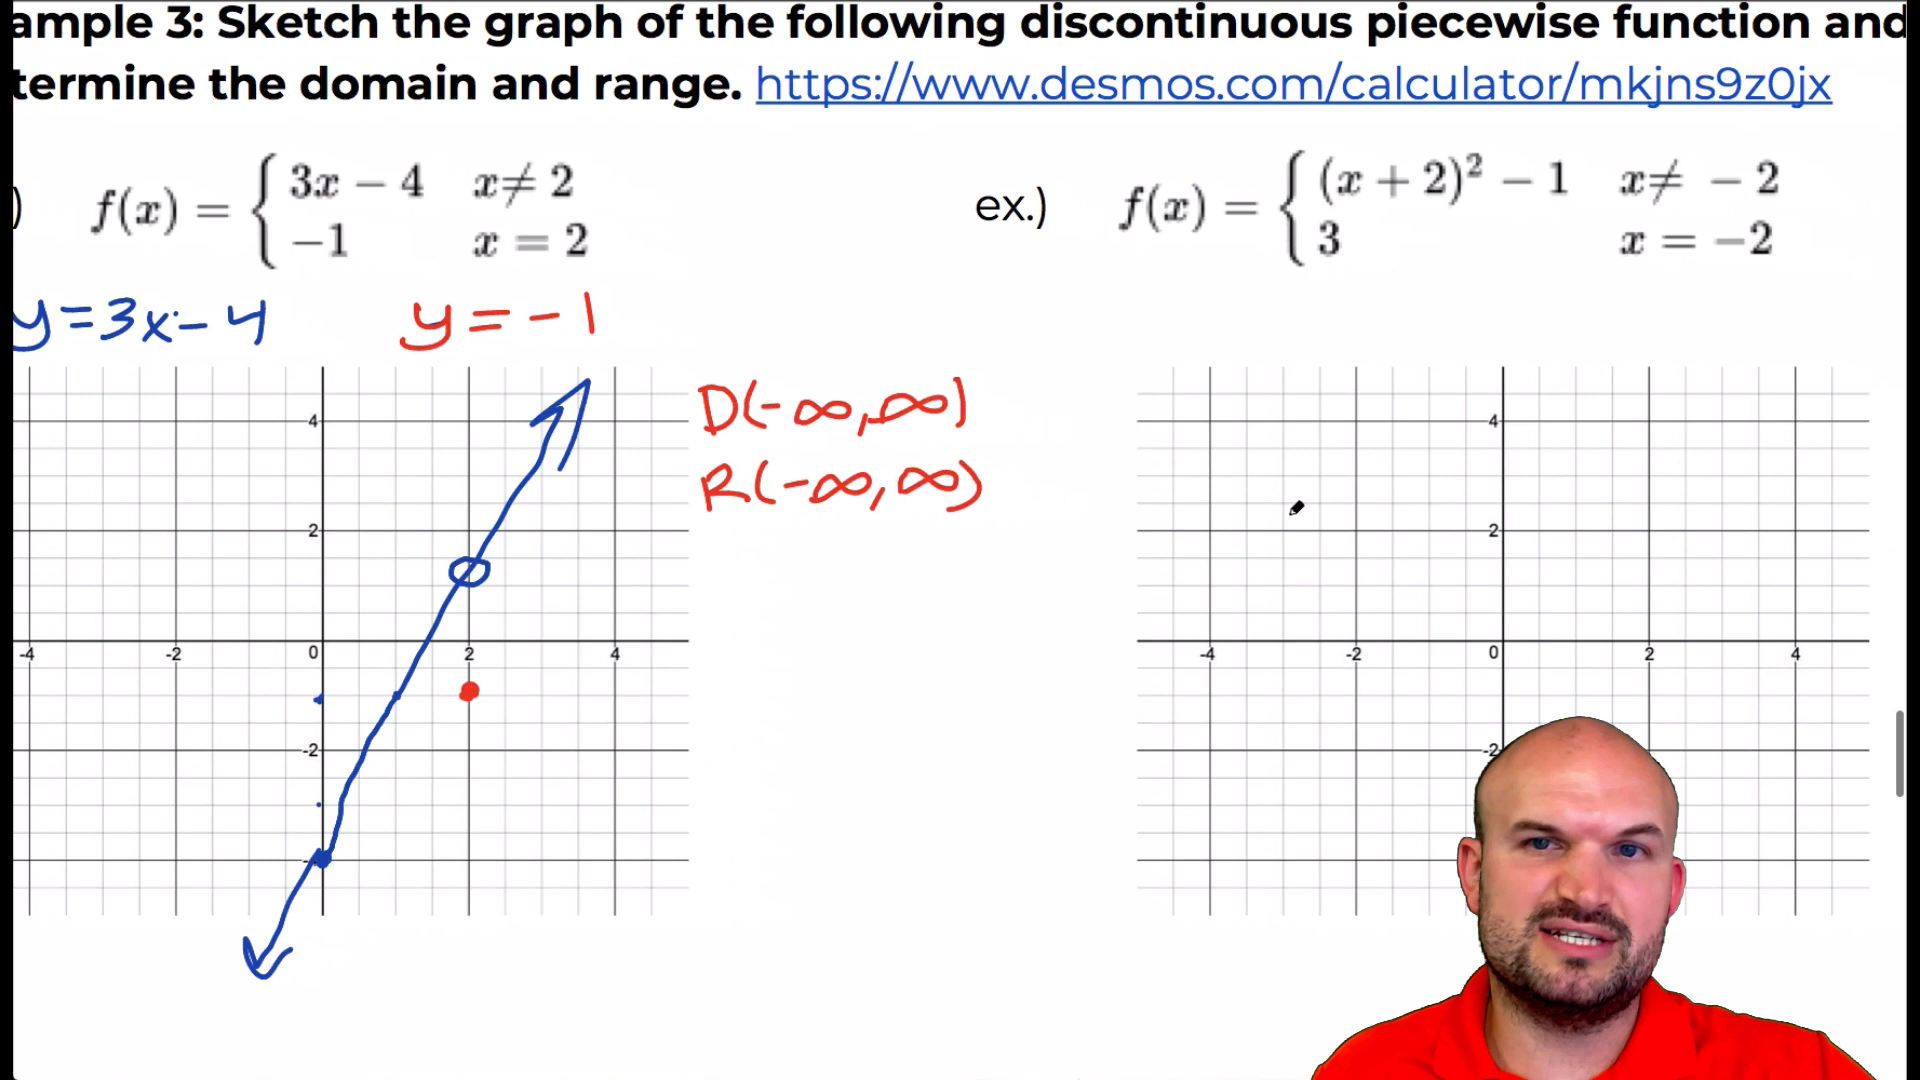 ample 3: Sketch the graph of the following discontinuous piecewise function and
termine the domain and range. https://www.desmos.com/calculator/mkjns9z0jx
) f(x) = { 3x − 4 x≠ 2
−1 x = 2
ex.) f(x) = { (x + 2)² − 1 x≠ − 2
3 x = −2
y=3x-4 y=-1
D(-∞,∞)
R(-∞,∞)
4
2
-4 -2 0 2 4
-2
4
2
-4 -2 0 2 4
-2